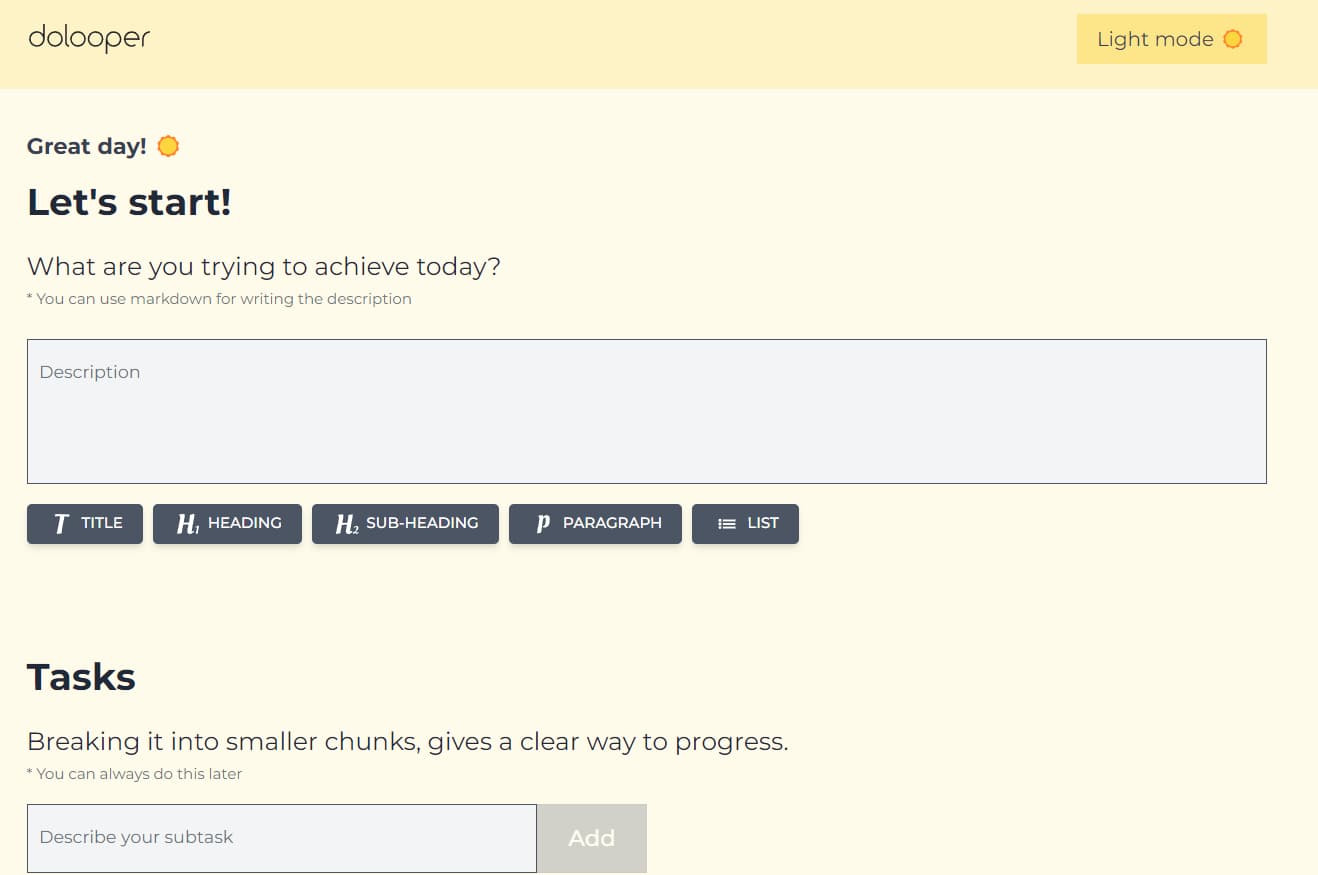 dolooper
Light mode
Great day!
Let's start!
What are you trying to achieve today?
* You can use markdown for writing the description
Description
T TITLE
H1 HEADING
H2 SUB-HEADING
P PARAGRAPH
LIST
Tasks
Breaking it into smaller chunks, gives a clear way to progress.
* You can always do this later
Describe your subtask
Add